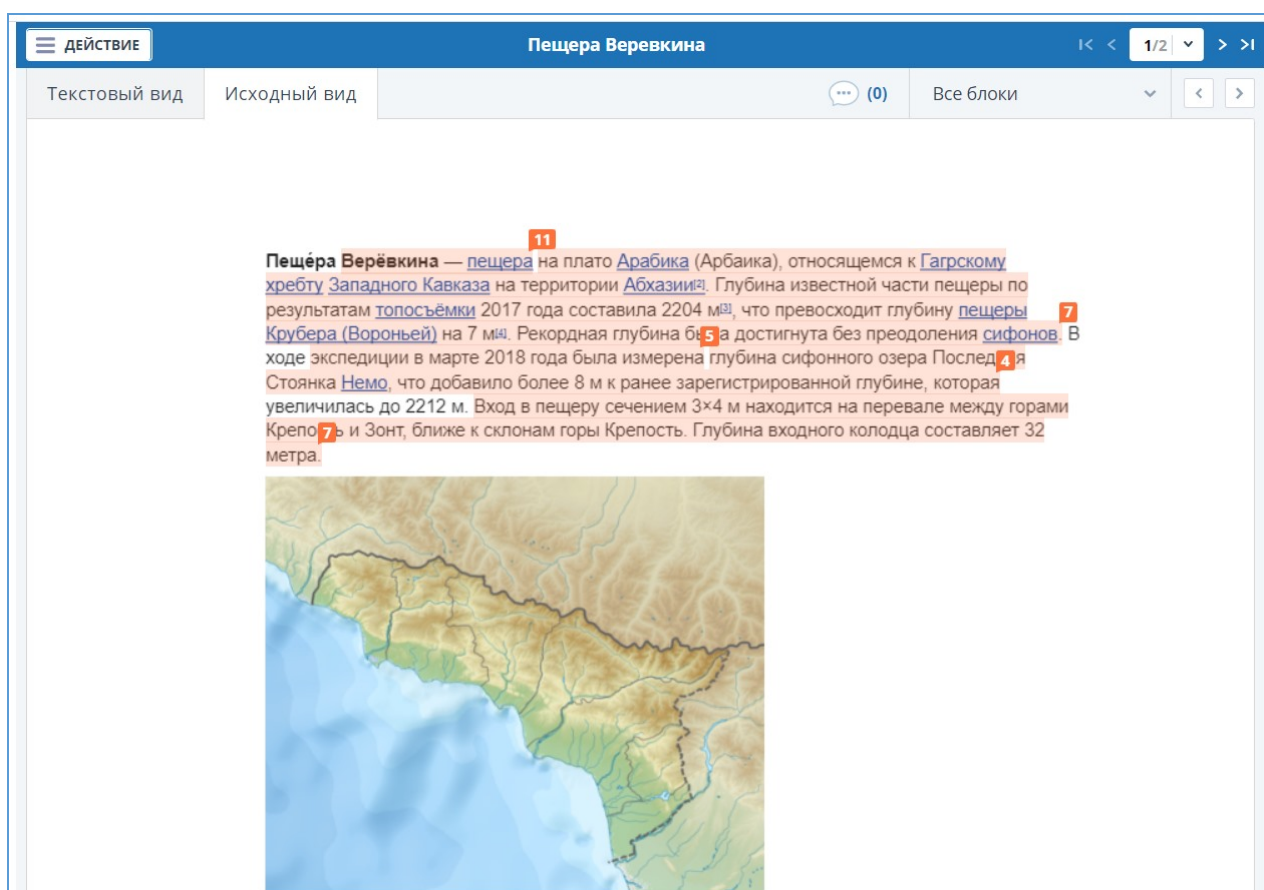 ДЕЙСТВИЕ
Пещера Веревкина
1/2
Текстовый вид
Исходный вид
(0)
Все блоки
11
Пеще́ра Верёвкина — пещера на плато Арабика (Арбаика), относящемся к Гагрскому
хребту Западного Кавказа на территории Абхазии[2]. Глубина известной части пещеры по
результатам топосъёмки 2017 года составила 2204 м[3], что превосходит глубину пещеры
7
Крубера (Вороньей) на 7 м[4]. Рекордная глубина б 5 а достигнута без преодоления сифонов. В
ходе экспедиции в марте 2018 года была измерена глубина сифонного озера Послед 4 я
Стоянка Немо, что добавило более 8 м к ранее зарегистрированной глубине, которая
увеличилась до 2212 м. Вход в пещеру сечением 3×4 м находится на перевале между горами
Крепо 7 ь и Зонт, ближе к склонам горы Крепость. Глубина входного колодца составляет 32
метра.